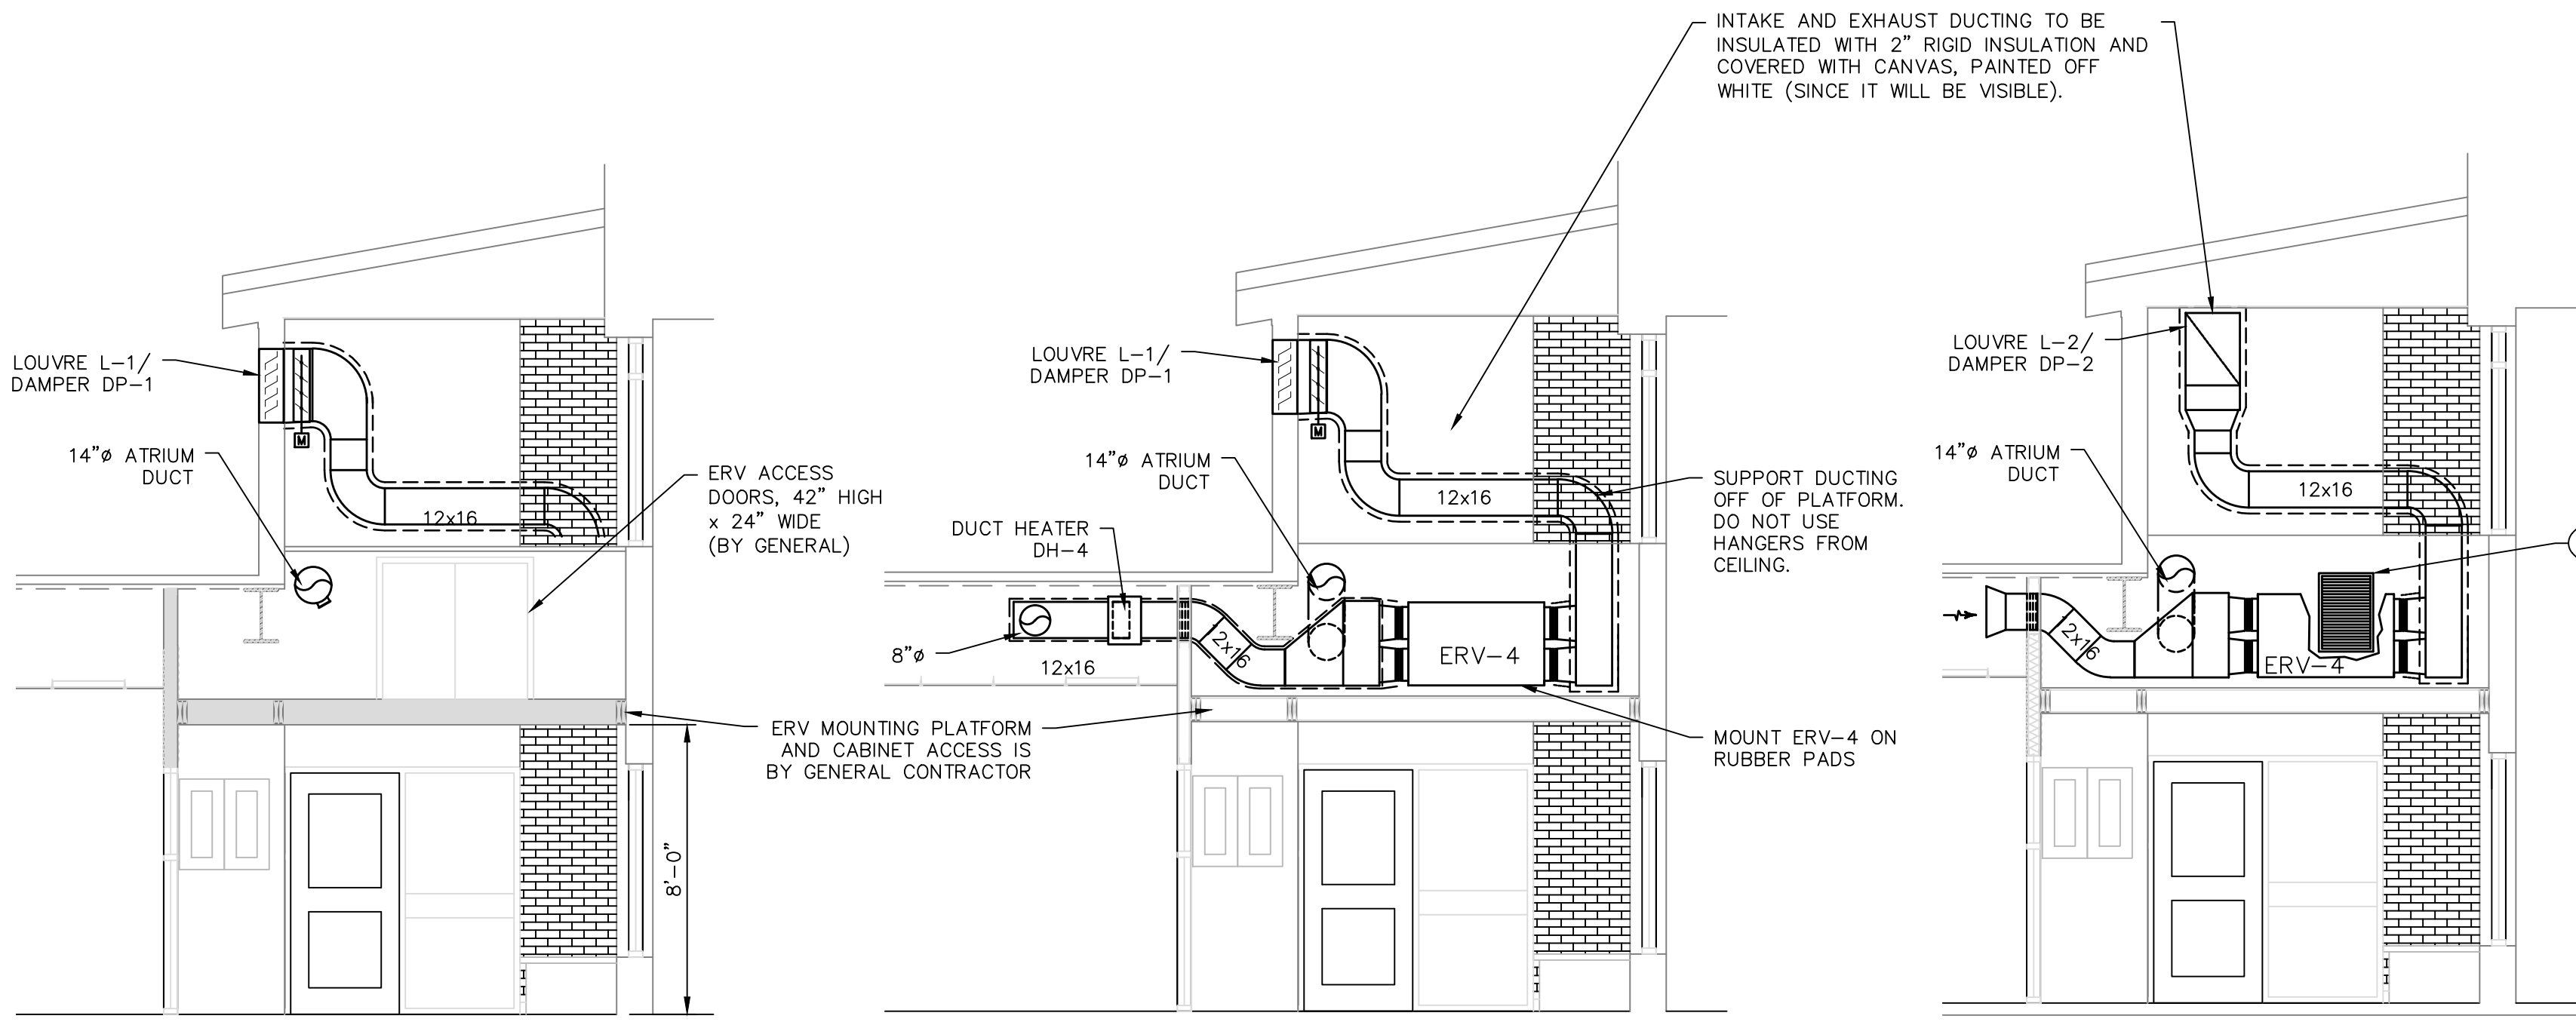 INTAKE AND EXHAUST DUCTING TO BE
INSULATED WITH 2" RIGID INSULATION AND
COVERED WITH CANVAS, PAINTED OFF
WHITE (SINCE IT WILL BE VISIBLE).
LOUVRE L-1/
DAMPER DP-1
M
14"ø ATRIUM
DUCT
12x16
ERV ACCESS
DOORS, 42" HIGH
x 24" WIDE
(BY GENERAL)
8'-0"
ERV MOUNTING PLATFORM
AND CABINET ACCESS IS
BY GENERAL CONTRACTOR
LOUVRE L-1/
DAMPER DP-1
M
14"ø ATRIUM
DUCT
12x16
DUCT HEATER
DH-4
8"ø
12x16
2x16
ERV-4
SUPPORT DUCTING
OFF OF PLATFORM.
DO NOT USE
HANGERS FROM
CEILING.
MOUNT ERV-4 ON
RUBBER PADS
LOUVRE L-2/
DAMPER DP-2
14"ø ATRIUM
DUCT
12x16
2x16
ERV-4